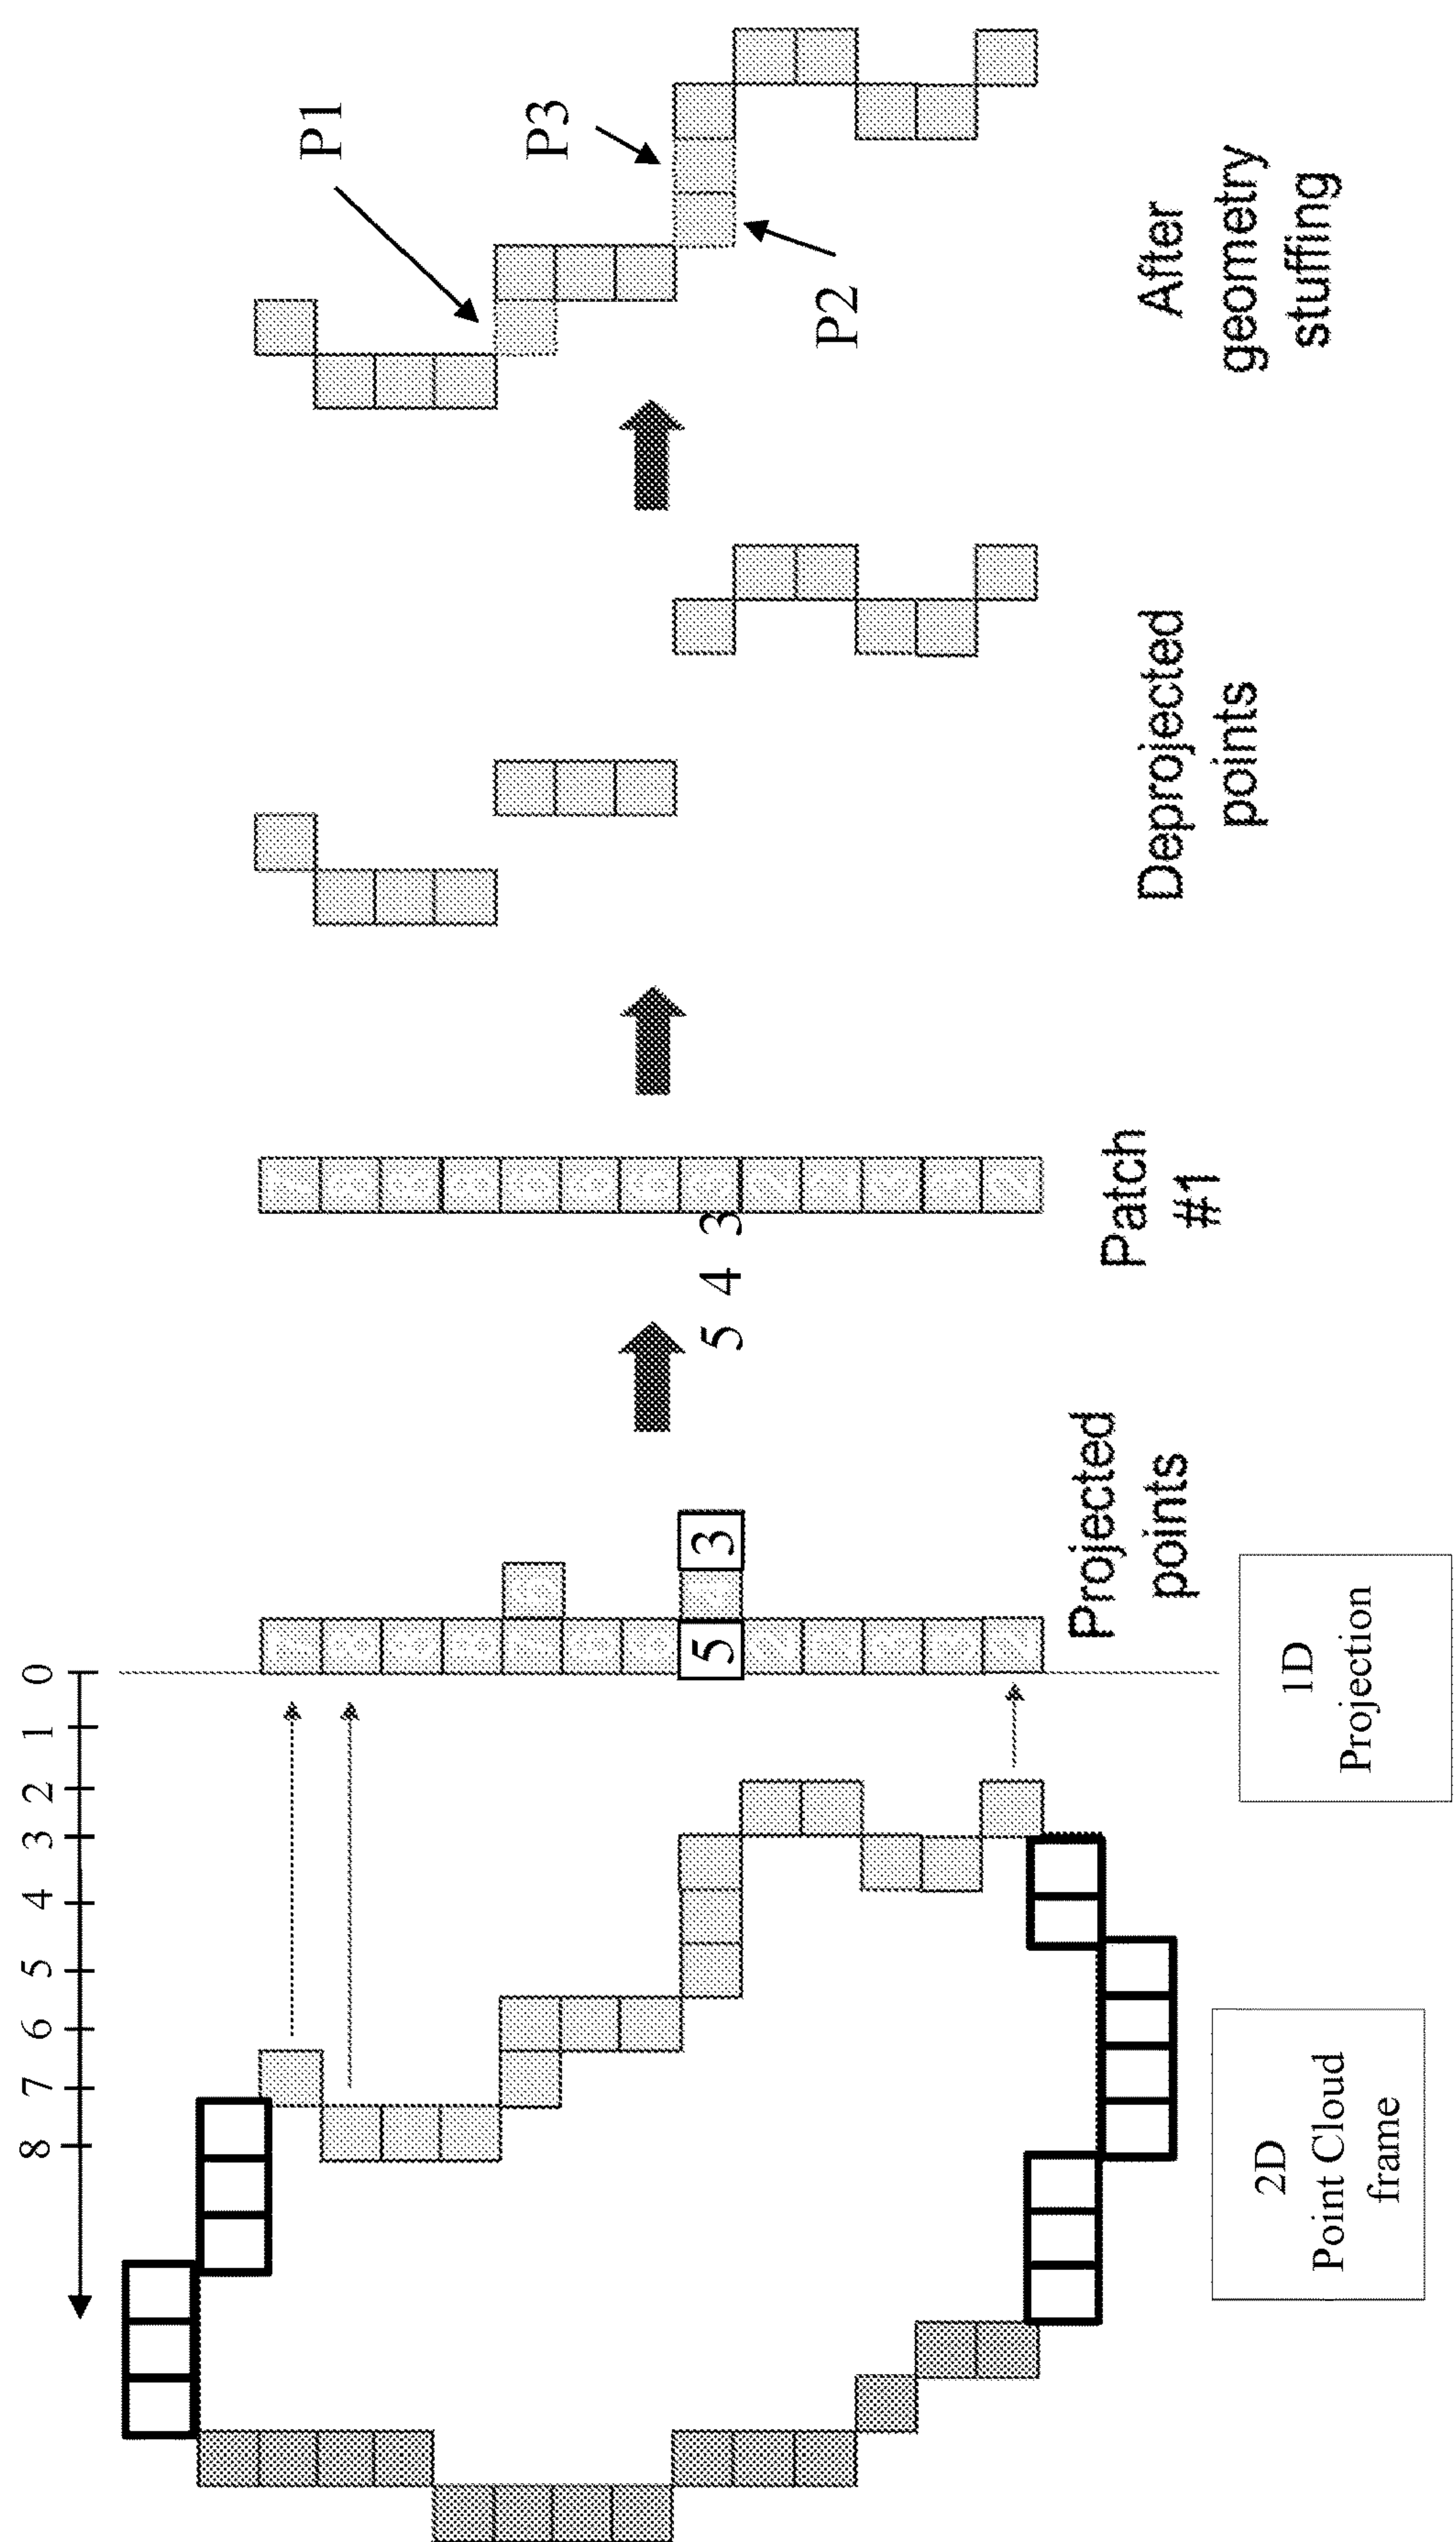 8 7 6 5 4 3 2 1 0
5
3
5 4 3
P1
P3
P2
2D
Point Cloud
frame
1D
Projection
Projected
points
Patch
#1
Deprojected
points
After
geometry
stuffing